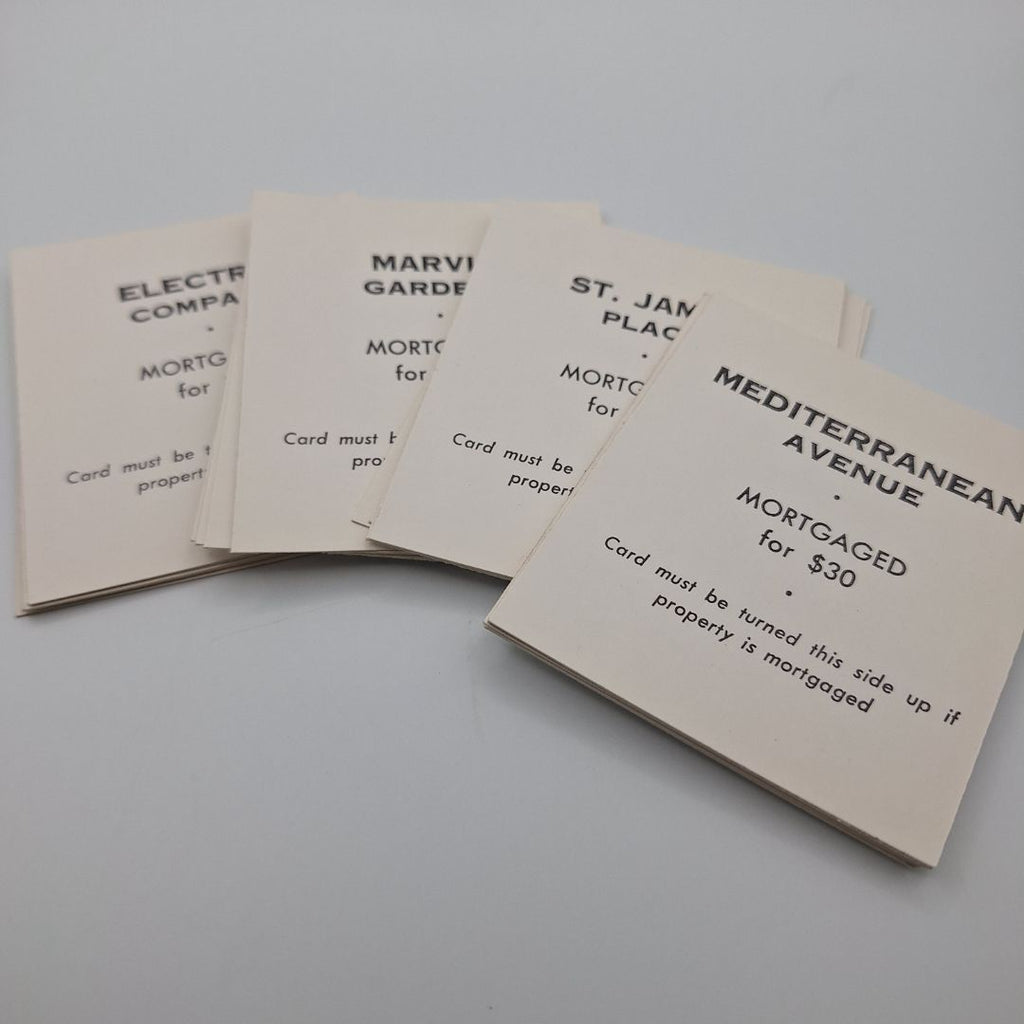 ELECTR
COMPA
MORTG
for
Card must be t
propert
MARVI
GARDE
MORTG
for
Card must b
pro
ST. JAM
PLAC
MORTG
for
Card must be
propert
MEDITERRANEAN
AVENUE
MORTGAGED
for $30
Card must be turned this side up if
property is mortgaged